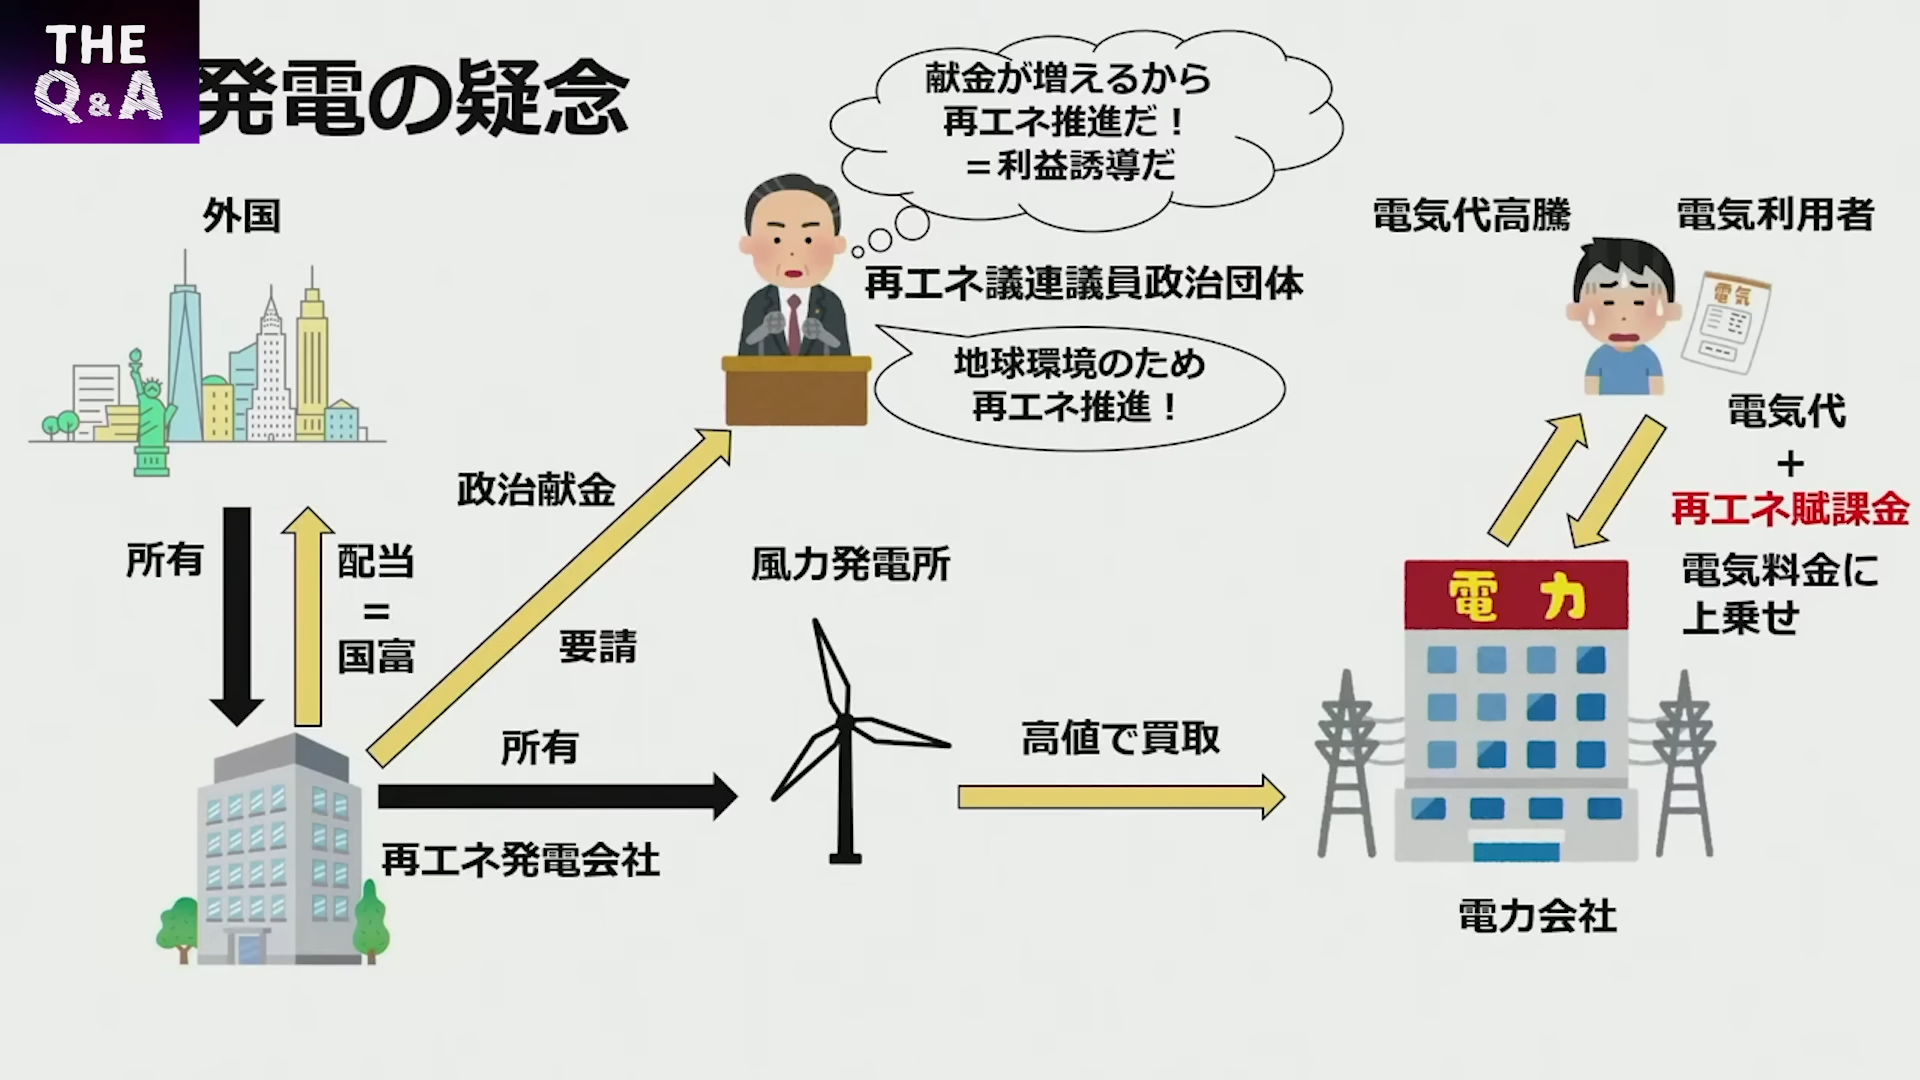 THE
Q&A
発電の疑念
献金が増えるから
再エネ推進だ！
＝利益誘導だ
外国
電気代高騰
電気利用者
再エネ議連議員政治団体
電気
地球環境のため
再エネ推進！
電気代
＋
再エネ賦課金
電気料金に
上乗せ
政治献金
所有
配当
＝
国富
要請
風力発電所
電 力
所有
高値で買取
再エネ発電会社
電力会社